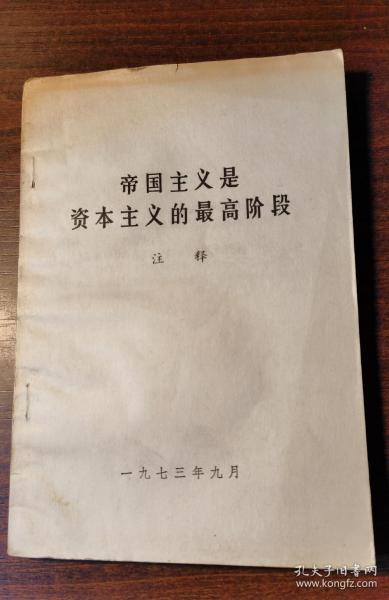 帝国主义是
资本主义的最高阶段
注 释
一九七三年九月
孔夫子旧书网
www.kongfz.com